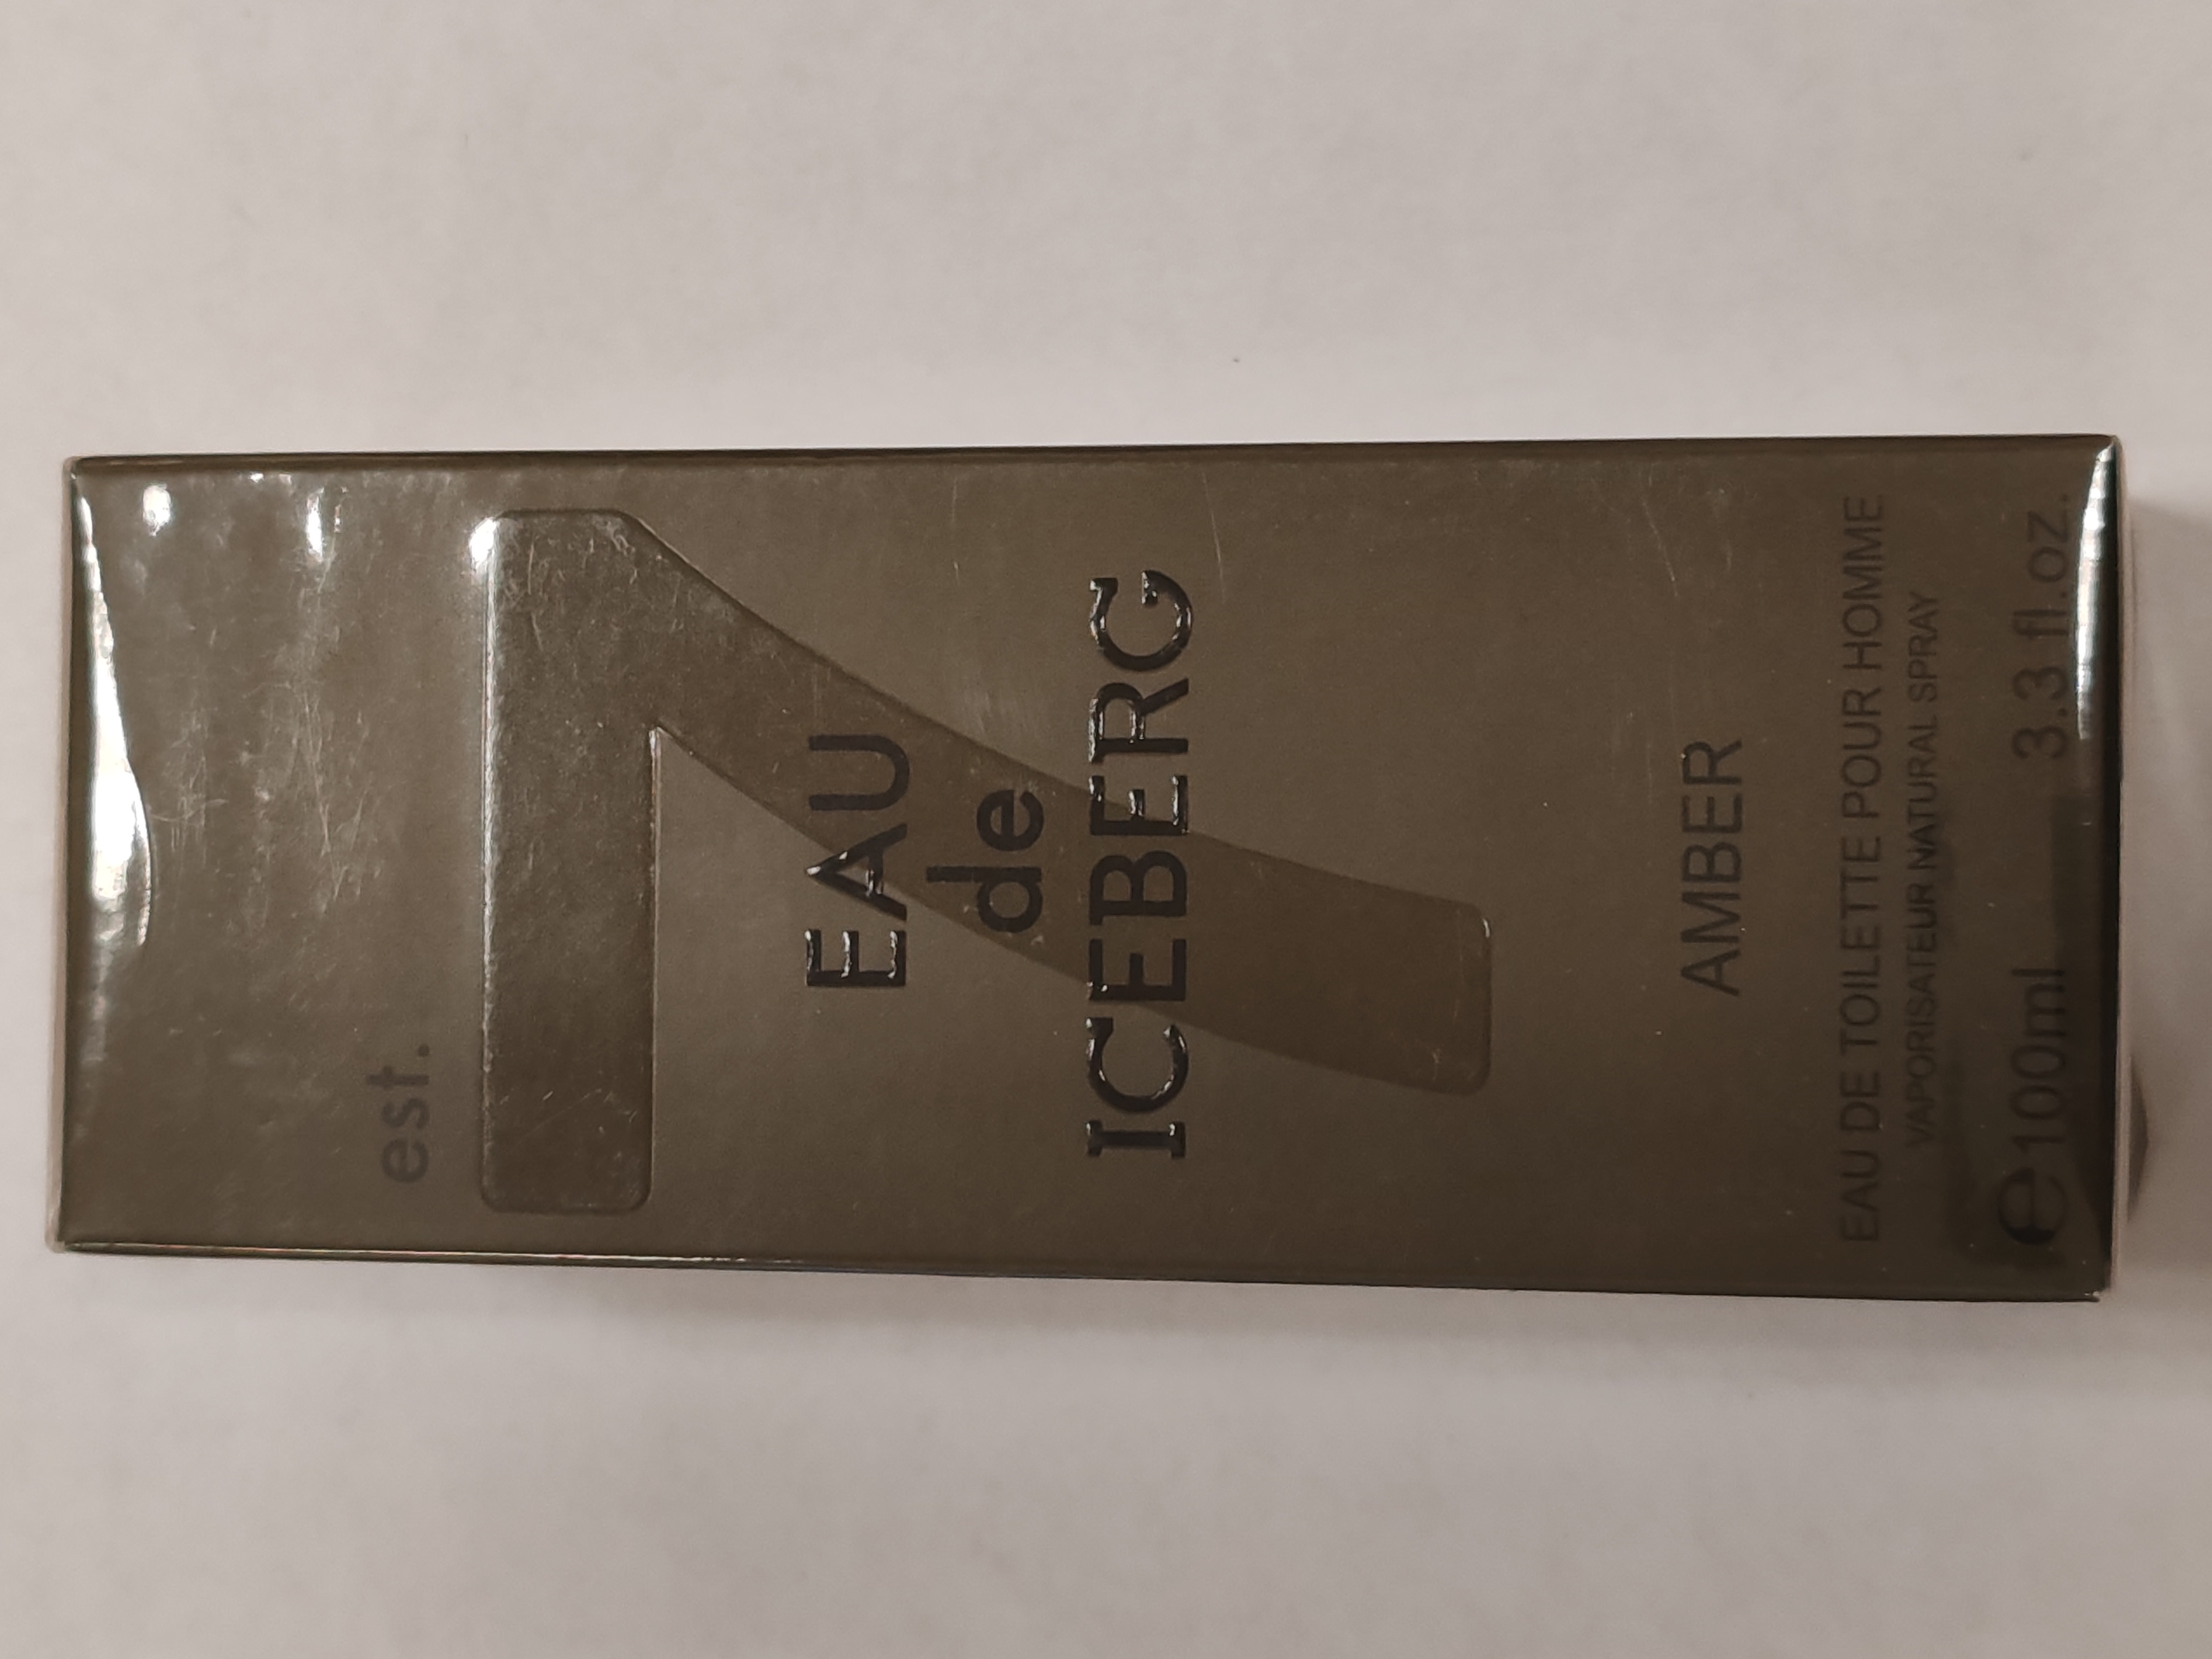 est.
7
EAU
de
ICEBERG
AMBER
EAU DE TOILETTE POUR HOMME
VAPORISATEUR NATURAL SPRAY
℮ 100ml 3.3 fl.oz.